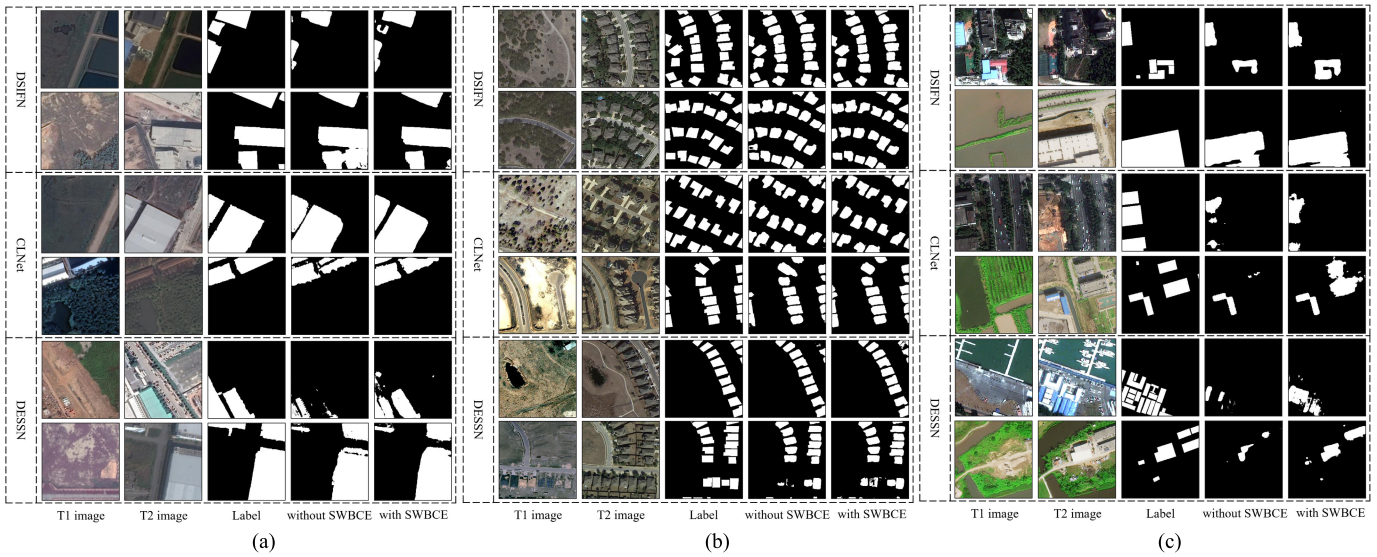 DSIFN
CLNet
DESSN
T1 image T2 image Label without SWBCE with SWBCE
(a)
DSIFN
CLNet
DESSN
T1 image T2 image Label without SWBCE with SWBCE
(b)
DSIFN
CLNet
DESSN
T1 image T2 image Label without SWBCE with SWBCE
(c)